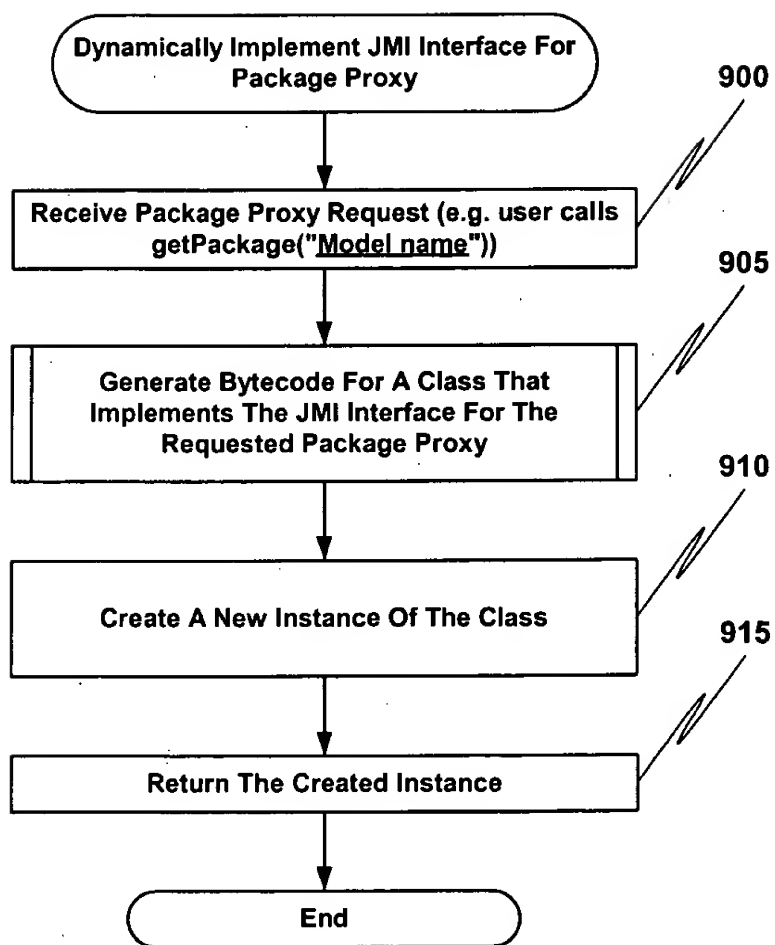 Dynamically Implement JMI Interface For
Package Proxy
900
Receive Package Proxy Request (e.g. user calls
getPackage("Model name"))
905
Generate Bytecode For A Class That
Implements The JMI Interface For The
Requested Package Proxy
910
Create A New Instance Of The Class
915
Return The Created Instance
End